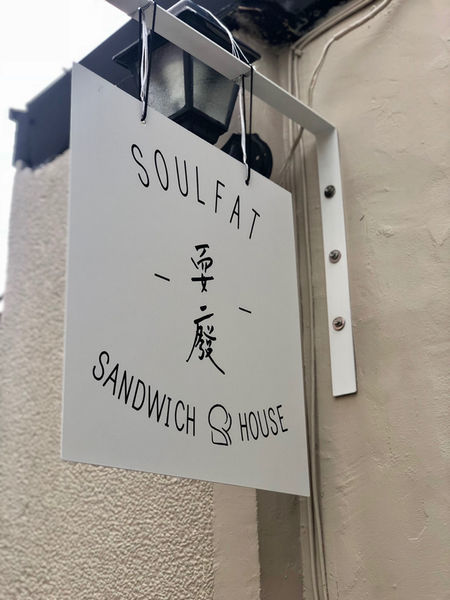 SOULFAT
耍
廢
SANDWICH HOUSE